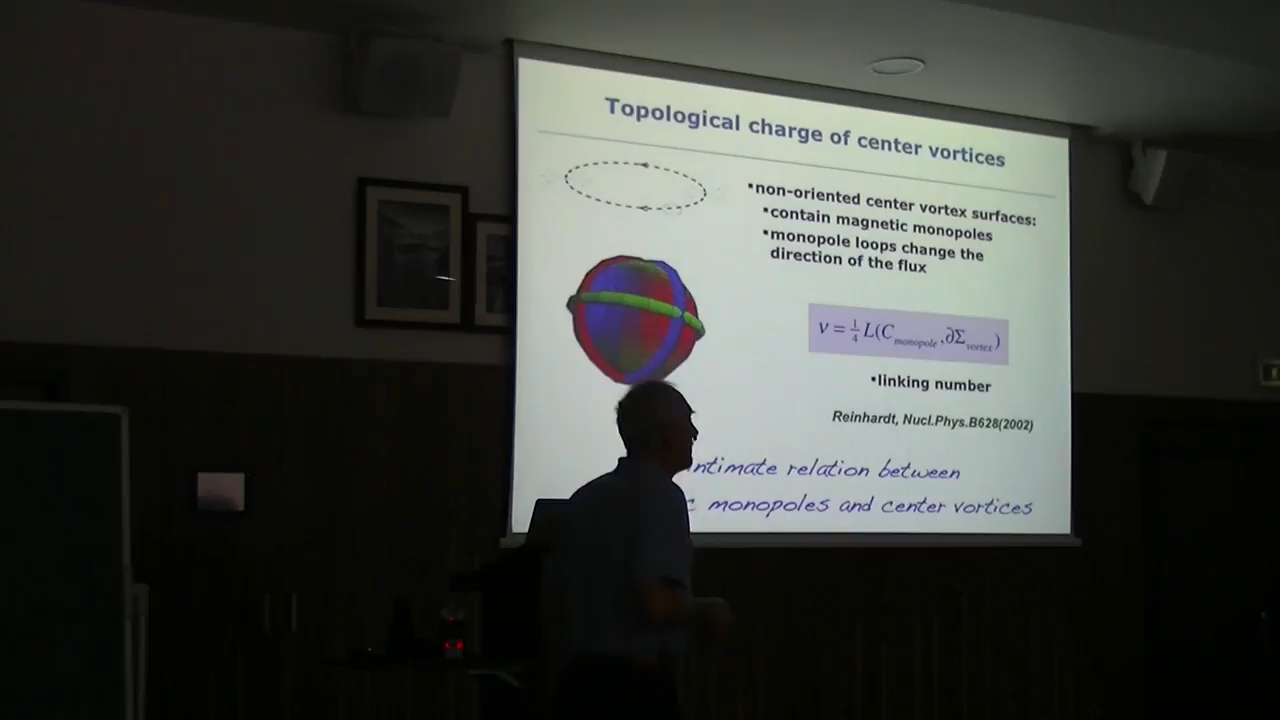 Topological charge of center vortices
▪non-oriented center vortex surfaces:
▪contain magnetic monopoles
▪monopole loops change the
direction of the flux
ν = 1/4 L(C_monopole, ∂Σ_vortex)
▪linking number
Reinhardt, Nucl.Phys.B628(2002)
relation between
monopoles and center vortices